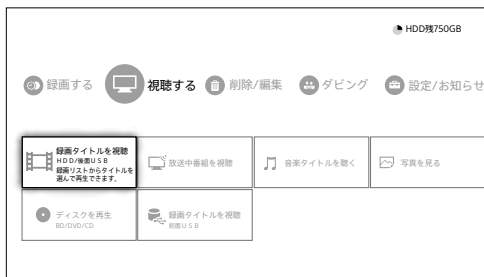 HDD残750GB
録画する 視聴する 削除/編集 ダビング 設定/お知らせ
録画タイトルを視聴
HDD/後面USB
録画リストからタイトルを
選んで再生できます。
放送中番組を視聴
音楽タイトルを聴く
写真を見る
ディスクを再生
BD/DVD/CD
録画タイトルを視聴
前面USB